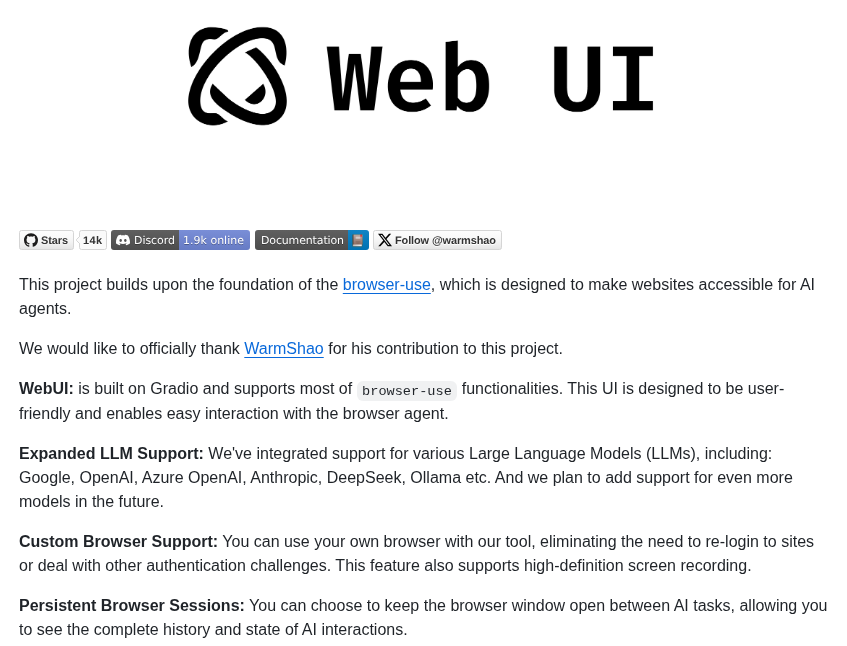 Web UI
Stars 14k Discord 1.9k online Documentation Follow @warmshao
This project builds upon the foundation of the browser-use, which is designed to make websites accessible for AI
agents.
We would like to officially thank WarmShao for his contribution to this project.
WebUI: is built on Gradio and supports most of browser-use functionalities. This UI is designed to be user-
friendly and enables easy interaction with the browser agent.
Expanded LLM Support: We've integrated support for various Large Language Models (LLMs), including:
Google, OpenAI, Azure OpenAI, Anthropic, DeepSeek, Ollama etc. And we plan to add support for even more
models in the future.
Custom Browser Support: You can use your own browser with our tool, eliminating the need to re-login to sites
or deal with other authentication challenges. This feature also supports high-definition screen recording.
Persistent Browser Sessions: You can choose to keep the browser window open between AI tasks, allowing you
to see the complete history and state of AI interactions.